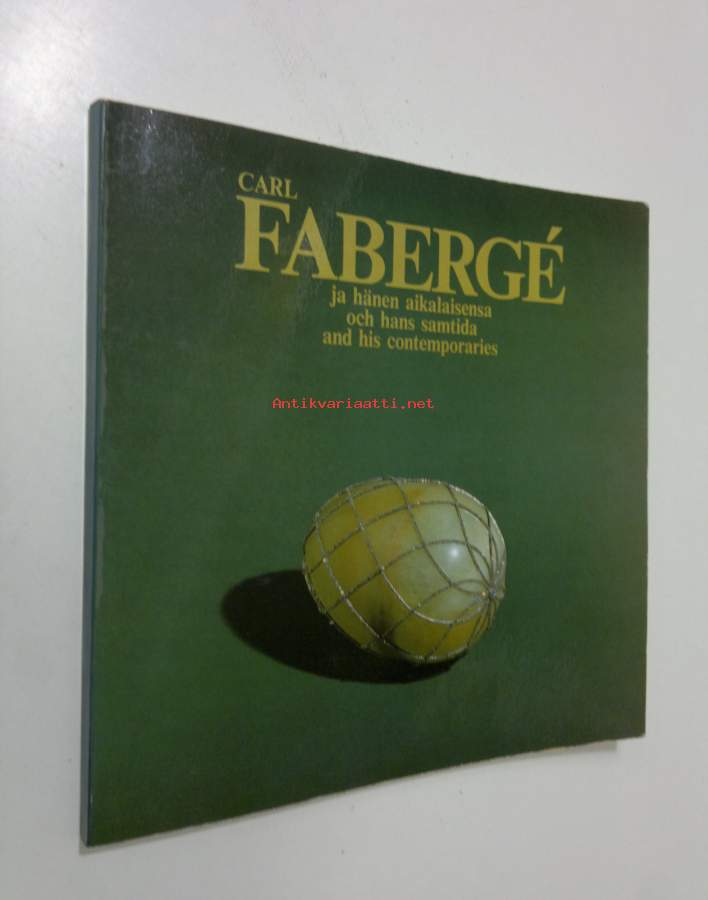 CARL
FABERGÉ
ja hänen aikalaisensa
och hans samtida
and his contemporaries
Antikvariaatti.net